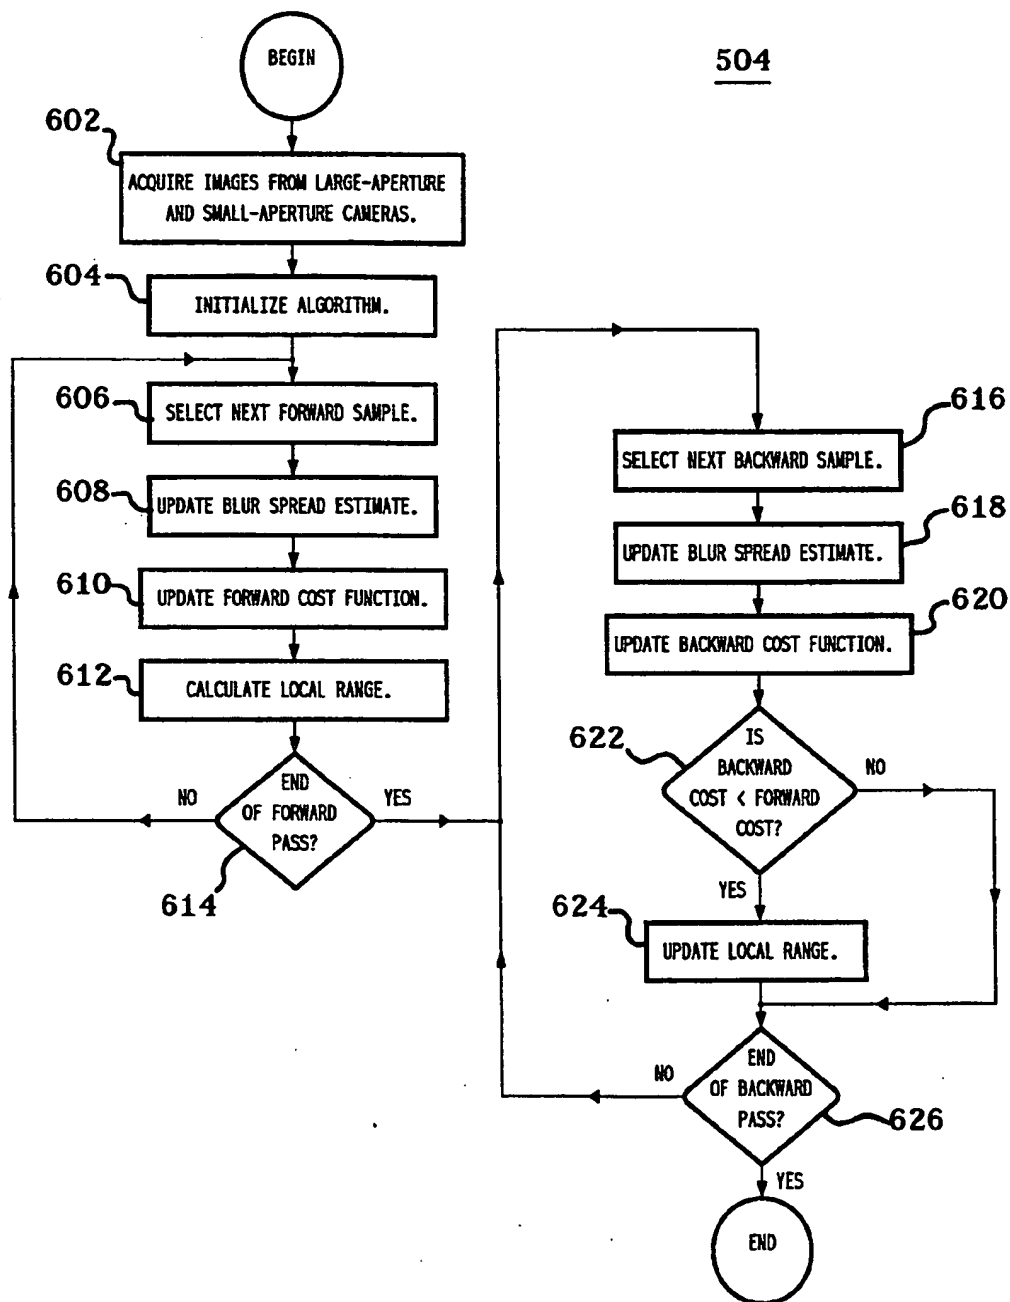 BEGIN
504
602
ACQUIRE IMAGES FROM LARGE-APERTURE
AND SMALL-APERTURE CAMERAS.
604
INITIALIZE ALGORITHM.
606
SELECT NEXT FORWARD SAMPLE.
608
UPDATE BLUR SPREAD ESTIMATE.
610
UPDATE FORWARD COST FUNCTION.
612
CALCULATE LOCAL RANGE.
END
OF FORWARD
PASS?
NO
YES
614
616
SELECT NEXT BACKWARD SAMPLE.
618
UPDATE BLUR SPREAD ESTIMATE.
620
UPDATE BACKWARD COST FUNCTION.
622
IS
BACKWARD
COST < FORWARD
COST?
NO
YES
624
UPDATE LOCAL RANGE.
END
OF BACKWARD
PASS?
NO
626
YES
END